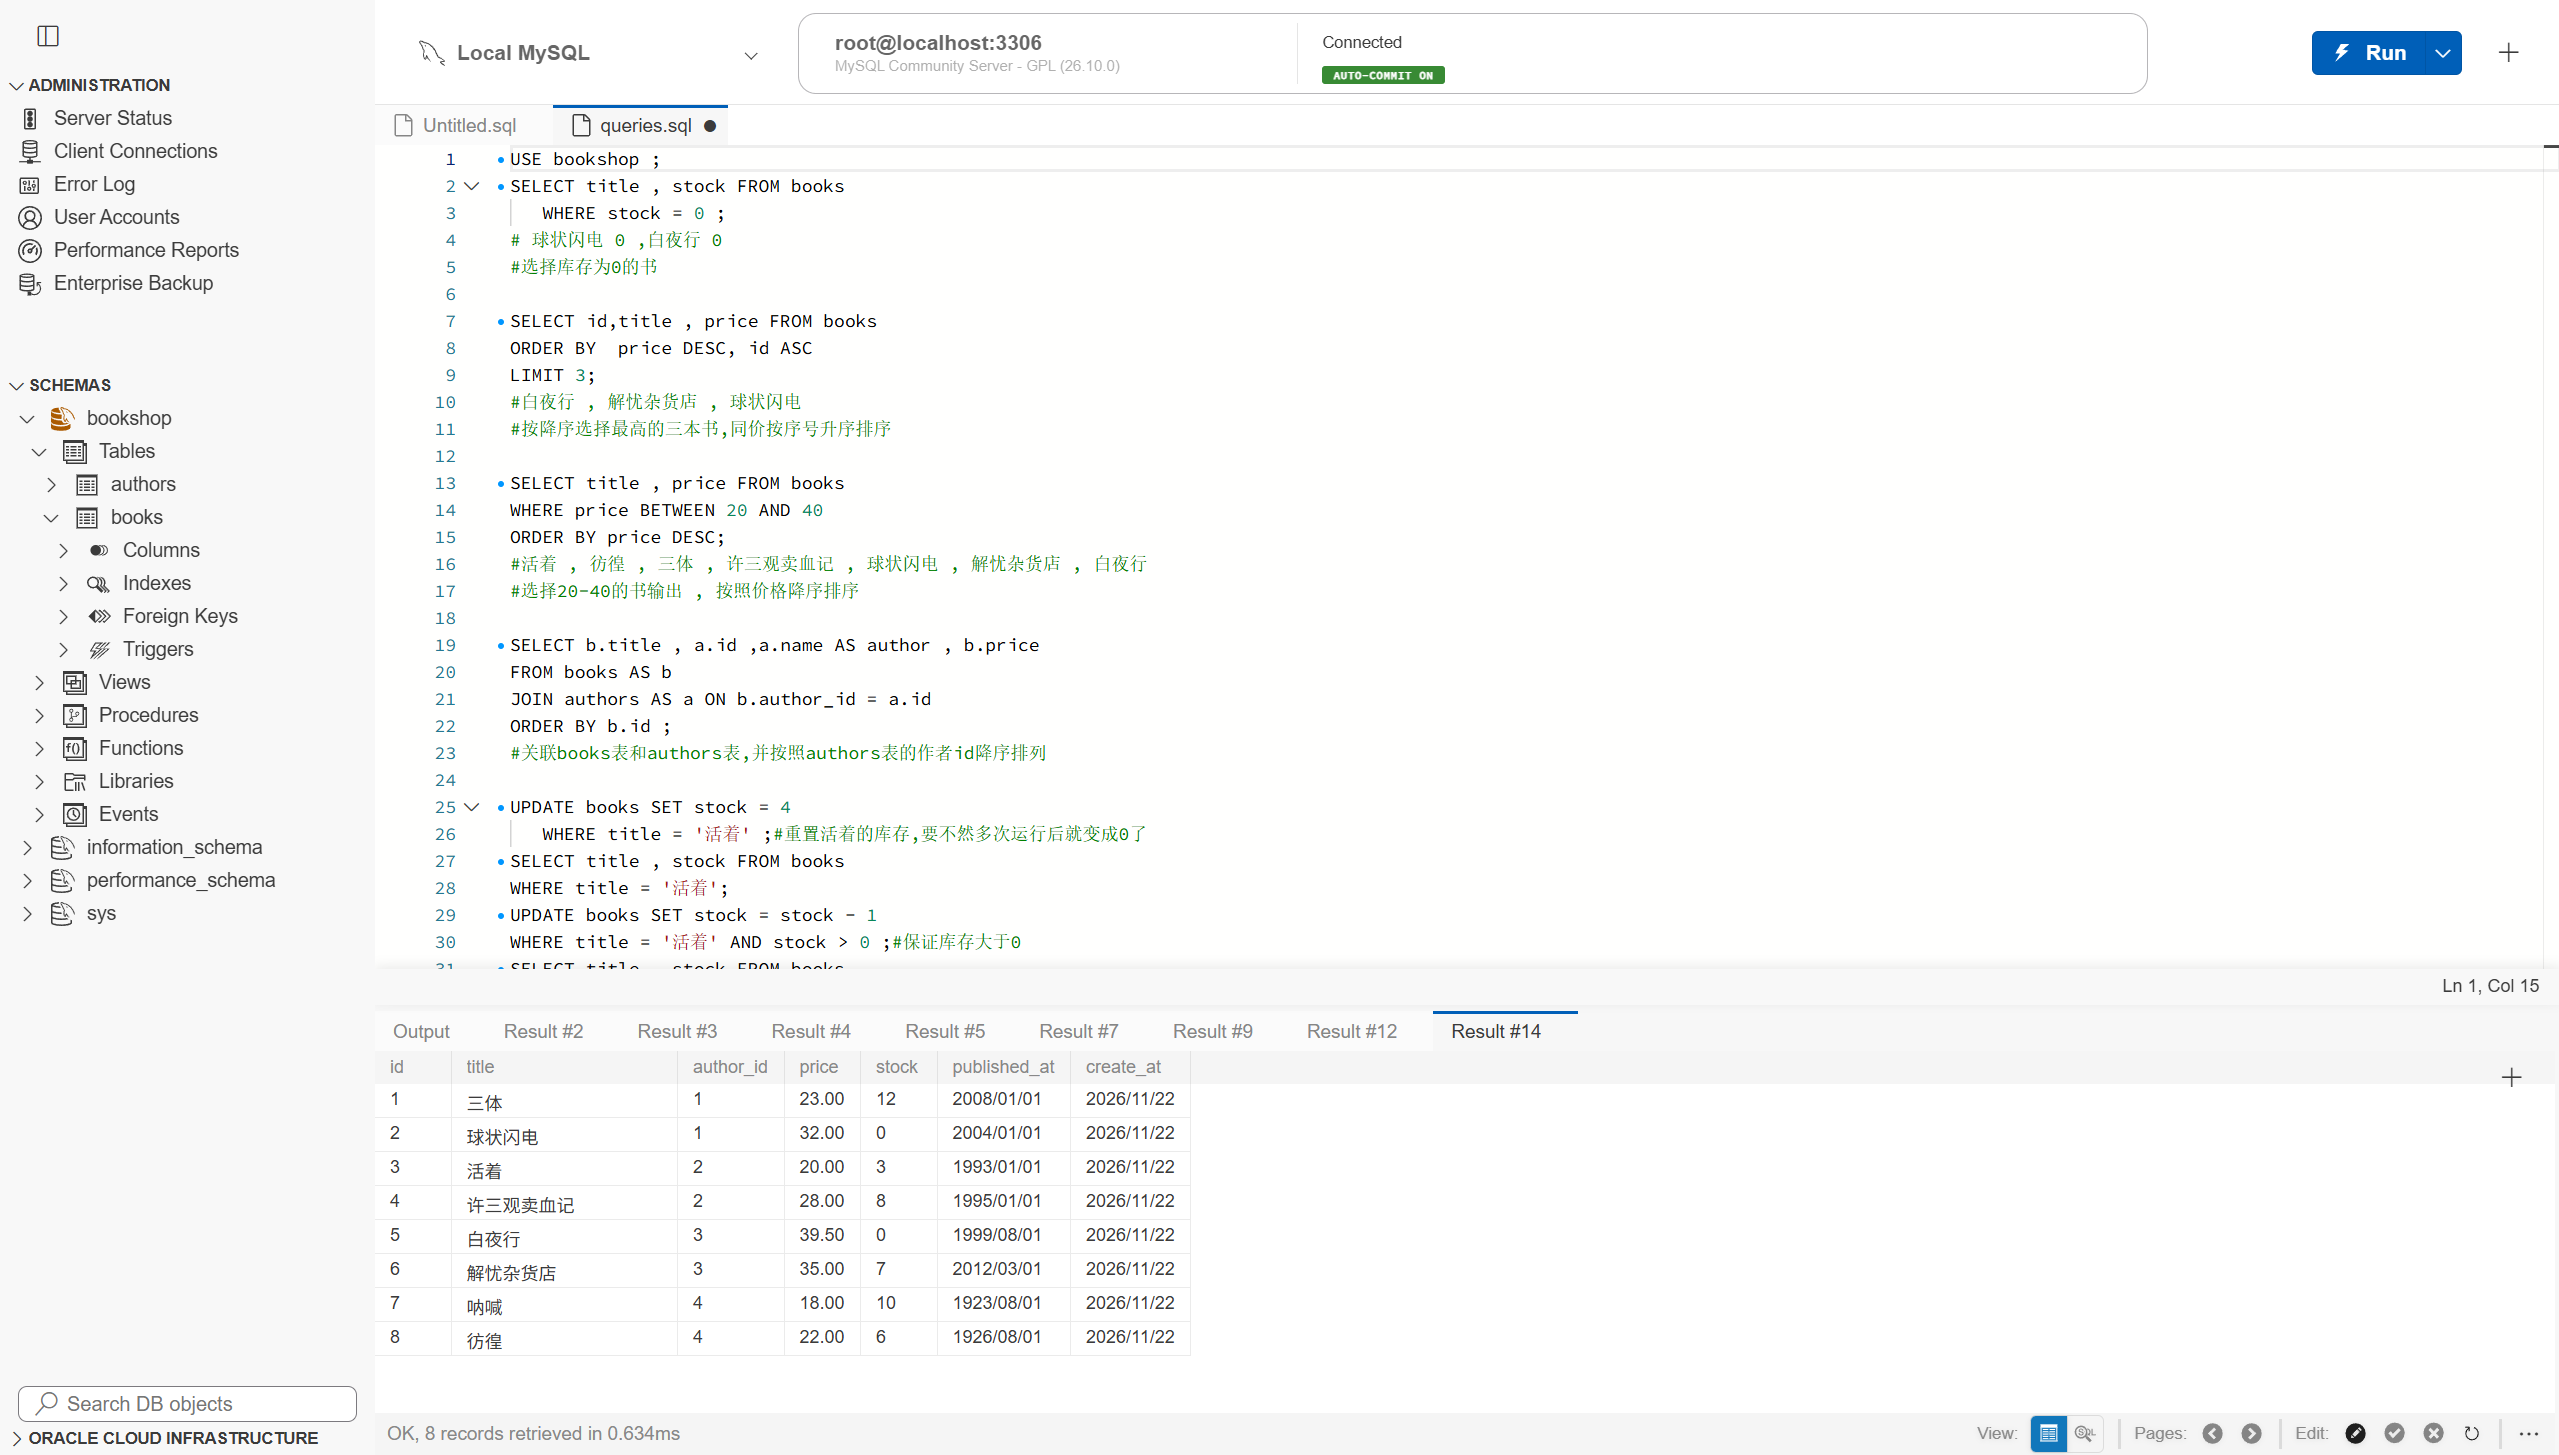 ADMINISTRATION
Server Status
Client Connections
Error Log
User Accounts
Performance Reports
Enterprise Backup
SCHEMAS
bookshop
Tables
authors
books
Columns
Indexes
Foreign Keys
Triggers
Views
Procedures
Functions
Libraries
Events
information_schema
performance_schema
sys
Search DB objects
ORACLE CLOUD INFRASTRUCTURE
Local MySQL
root@localhost:3306
MySQL Community Server - GPL (26.10.0)
Connected
AUTO-COMMIT ON
Run
Untitled.sql queries.sql
1 USE bookshop ;
2 SELECT title , stock FROM books
3 WHERE stock = 0 ;
4 # 球状闪电 0 ,白夜行 0
5 #选择库存为0的书
6
7 SELECT id,title , price FROM books
8 ORDER BY  price DESC, id ASC
9 LIMIT 3;
10 #白夜行 , 解忧杂货店 , 球状闪电
11 #按降序选择最高的三本书,同价按序号升序排序
12
13 SELECT title , price FROM books
14 WHERE price BETWEEN 20 AND 40
15 ORDER BY price DESC;
16 #活着 , 彷徨 , 三体 , 许三观卖血记 , 球状闪电 , 解忧杂货店 , 白夜行
17 #选择20-40的书输出 , 按照价格降序排序
18
19 SELECT b.title , a.id ,a.name AS author , b.price
20 FROM books AS b
21 JOIN authors AS a ON b.author_id = a.id
22 ORDER BY b.id ;
23 #关联books表和authors表,并按照authors表的作者id降序排列
24
25 UPDATE books SET stock = 4
26 WHERE title = '活着' ;#重置活着的库存,要不然多次运行后就变成0了
27 SELECT title , stock FROM books
28 WHERE title = '活着';
29 UPDATE books SET stock = stock - 1
30 WHERE title = '活着' AND stock > 0 ;#保证库存大于0
31 SELECT title , stock FROM books
Ln 1, Col 15
Output Result #2 Result #3 Result #4 Result #5 Result #7 Result #9 Result #12 Result #14
id title author_id price stock published_at create_at
1 三体 1 23.00 12 2008/01/01 2026/11/22
2 球状闪电 1 32.00 0 2004/01/01 2026/11/22
3 活着 2 20.00 3 1993/01/01 2026/11/22
4 许三观卖血记 2 28.00 8 1995/01/01 2026/11/22
5 白夜行 3 39.50 0 1999/08/01 2026/11/22
6 解忧杂货店 3 35.00 7 2012/03/01 2026/11/22
7 呐喊 4 18.00 10 1923/08/01 2026/11/22
8 彷徨 4 22.00 6 1926/08/01 2026/11/22
OK, 8 records retrieved in 0.634ms
View: Pages: Edit: